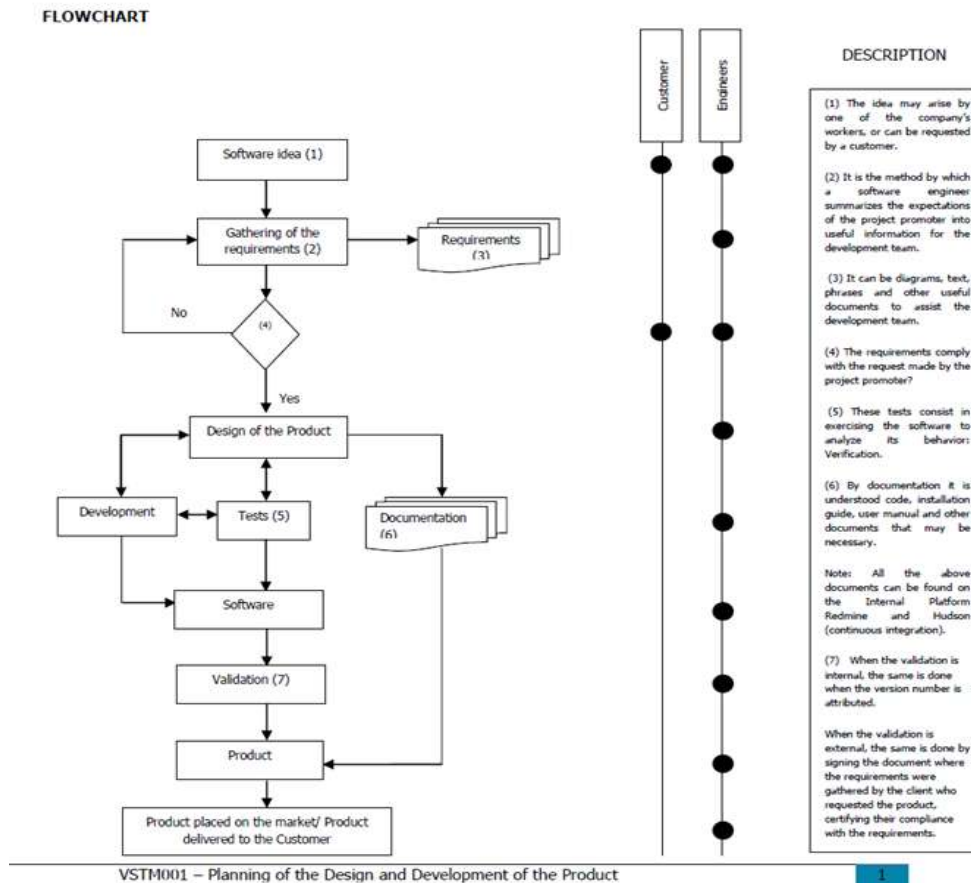 FLOWCHART
Customer
Engineers
DESCRIPTION
Software idea (1)
Gathering of the
requirements (2)
Requirements
(3)
No
(4)
Yes
Design of the Product
Development
Tests (5)
Documentation
(6)
Software
Validation (7)
Product
Product placed on the market/ Product
delivered to the Customer
(1) The idea may arise by
one of the company's
workers, or can be requested
by a customer.
(2) It is the method by which
a software engineer
summarizes the expectations
of the project promoter into
useful information for the
development team.
(3) It can be diagrams, text,
phrases and other useful
documents to assist the
development team.
(4) The requirements comply
with the request made by the
project promoter?
(5) These tests consist in
exercising the software to
analyze its behavior:
Verification.
(6) By documentation it is
understood code, installation
guide, user manual and other
documents that may be
necessary.
Note: All the above
documents can be found on
the Internal Platform
Redmine and Hudson
(continuous integration).
(7) When the validation is
internal, the same is done
when the version number is
attributed.
When the validation is
external, the same is done by
signing the document where
the requirements were
gathered by the client who
requested the product,
certifying their compliance
with the requirements.
VSTM001 – Planning of the Design and Development of the Product
1